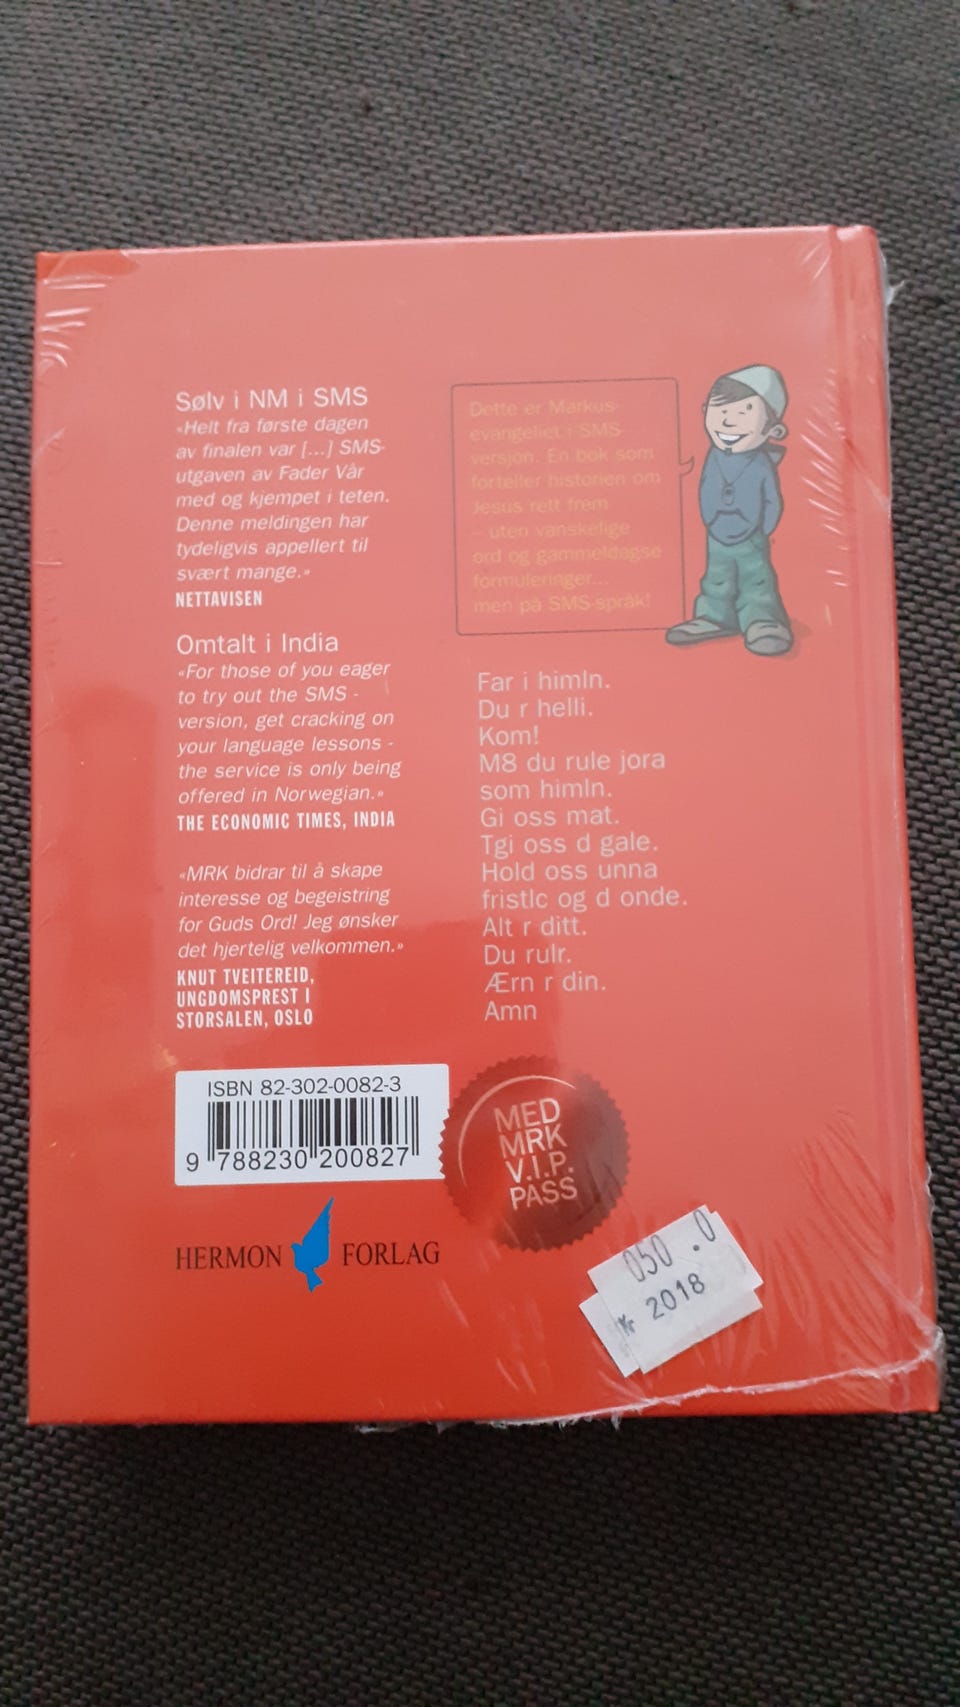 Sølv i NM i SMS
«Helt fra første dagen
av finalen var [...] SMS-
utgaven av Fader Vår
med og kjempet i teten.
Denne meldingen har
tydeligvis appellert til
svært mange.»
NETTAVISEN
Omtalt i India
«For those of you eager
to try out the SMS -
version, get cracking on
your language lessons -
the service is only being
offered in Norwegian.»
THE ECONOMIC TIMES, INDIA
«MRK bidrar til å skape
interesse og begeistring
for Guds Ord! Jeg ønsker
det hjertelig velkommen.»
KNUT TVEITEREID,
UNGDOMSPREST I
STORSALEN, OSLO
Dette er Markus-
evangeliet i SMS-
versjon. En bok som
forteller historien om
Jesus rett frem
– uten vanskelige
ord og gammeldagse
formuleringer...
men på SMS-språk!
Far i himln.
Du r helli.
Kom!
M8 du rule jora
som himln.
Gi oss mat.
Tgi oss d gale.
Hold oss unna
fristlc og d onde.
Alt r ditt.
Du rulr.
Ærn r din.
Amn
ISBN 82-302-0082-3
9 788230 200827
MED
MRK
V.I.P.
PASS
HERMON FORLAG
050.0
Kr 2018